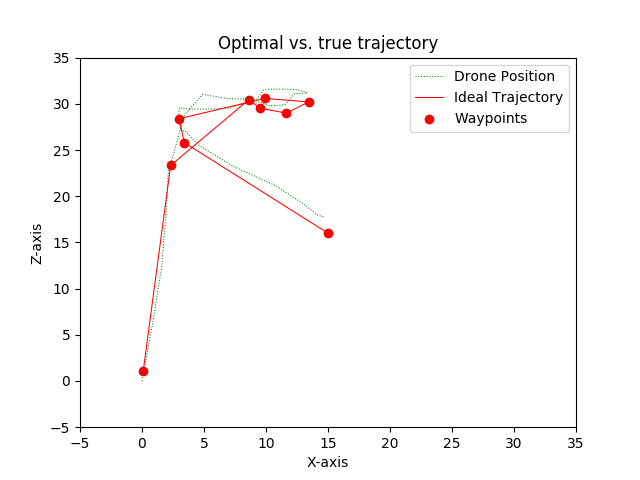 Optimal vs. true trajectory
Drone Position
Ideal Trajectory
Waypoints
35
30
25
20
15
10
5
0
−5
Z-axis
−5 0 5 10 15 20 25 30 35
X-axis